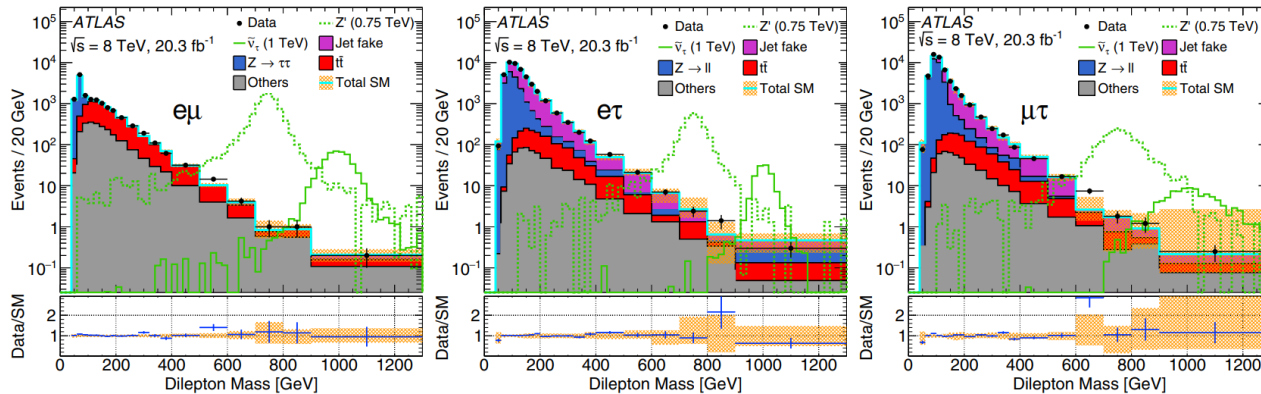 ATLAS
√s = 8 TeV, 20.3 fb⁻¹
Data
Z' (0.75 TeV)
ν̃τ (1 TeV)
Jet fake
Z → ττ
tt̄
Others
Total SM
eμ
Events / 20 GeV
10⁵
10⁴
10³
10²
10
1
10⁻¹
Data/SM
2
1
0 200 400 600 800 1000 1200
Dilepton Mass [GeV]
ATLAS
√s = 8 TeV, 20.3 fb⁻¹
Data
Z' (0.75 TeV)
ν̃τ (1 TeV)
Jet fake
Z → ll
tt̄
Others
Total SM
eτ
Events / 20 GeV
10⁵
10⁴
10³
10²
10
1
10⁻¹
Data/SM
2
1
0 200 400 600 800 1000 1200
Dilepton Mass [GeV]
ATLAS
√s = 8 TeV, 20.3 fb⁻¹
Data
Z' (0.75 TeV)
ν̃τ (1 TeV)
Jet fake
Z → ll
tt̄
Others
Total SM
μτ
Events / 20 GeV
10⁵
10⁴
10³
10²
10
1
10⁻¹
Data/SM
2
1
0 200 400 600 800 1000 1200
Dilepton Mass [GeV]